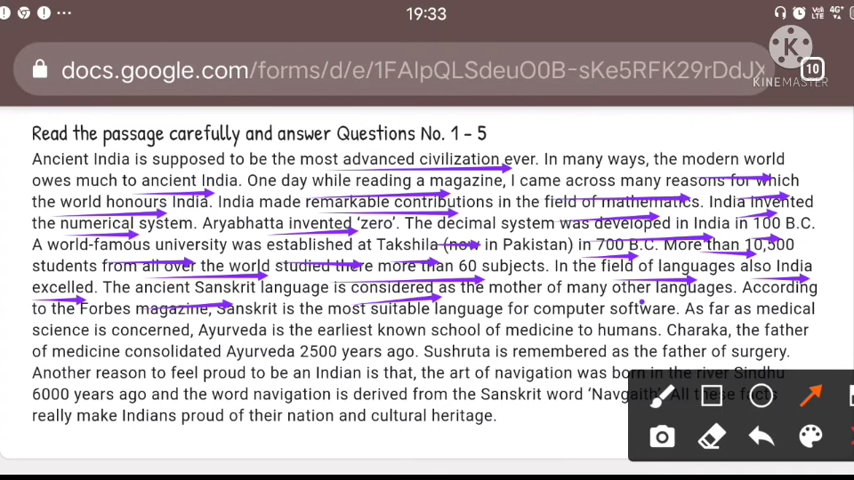 19:33
Vo)) LTE
4G+
docs.google.com/forms/d/e/1FAIpQLSdeuO0B-sKe5RFK29rDdJX
K
10
KINEMASTER
Read the passage carefully and answer Questions No. 1 - 5
Ancient India is supposed to be the most advanced civilization ever. In many ways, the modern world
owes much to ancient India. One day while reading a magazine, I came across many reasons for which
the world honours India. India made remarkable contributions in the field of mathematics. India invented
the numerical system. Aryabhatta invented 'zero'. The decimal system was developed in India in 100 B.C.
A world-famous university was established at Takshila (now in Pakistan) in 700 B.C. More than 10,500
students from all over the world studied there more than 60 subjects. In the field of languages also India
excelled. The ancient Sanskrit language is considered as the mother of many other languages. According
to the Forbes magazine, Sanskrit is the most suitable language for computer software. As far as medical
science is concerned, Ayurveda is the earliest known school of medicine to humans. Charaka, the father
of medicine consolidated Ayurveda 2500 years ago. Sushruta is remembered as the father of surgery.
Another reason to feel proud to be an Indian is that, the art of navigation was born in the river Sindhu
6000 years ago and the word navigation is derived from the Sanskrit word 'Navgaith'. All these facts
really make Indians proud of their nation and cultural heritage.